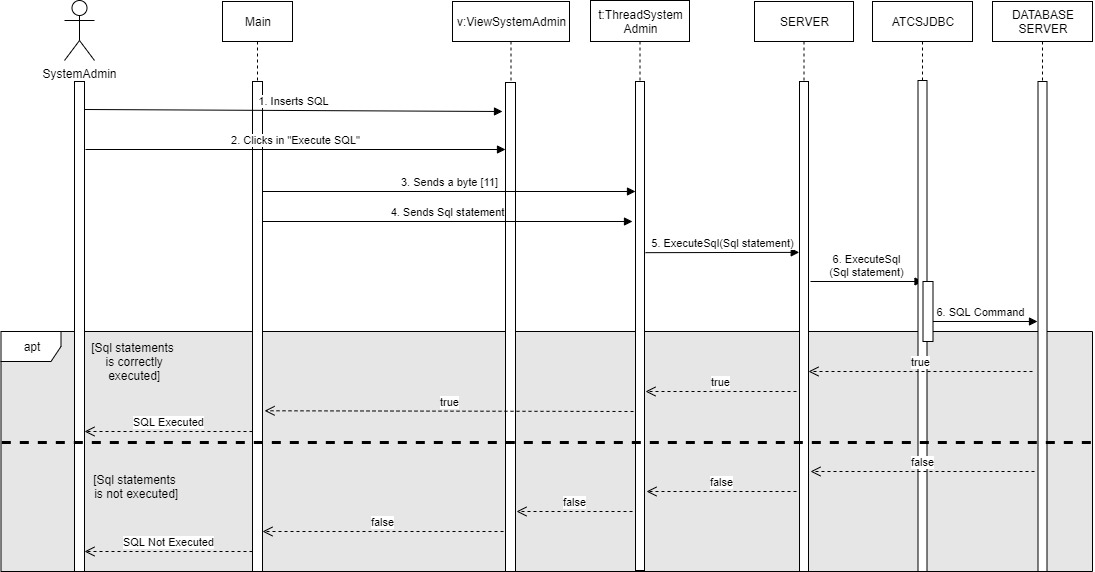 SystemAdmin
Main
v:ViewSystemAdmin
t:ThreadSystem
Admin
SERVER
ATCSJDBC
DATABASE
SERVER
1. Inserts SQL
2. Clicks in "Execute SQL"
3. Sends a byte [11]
4. Sends Sql statement
5. ExecuteSql(Sql statement)
6. ExecuteSql
(Sql statement)
6. SQL Command
apt
[Sql statements
is correctly
executed]
true
true
true
SQL Executed
[Sql statements
is not executed]
false
false
false
false
SQL Not Executed